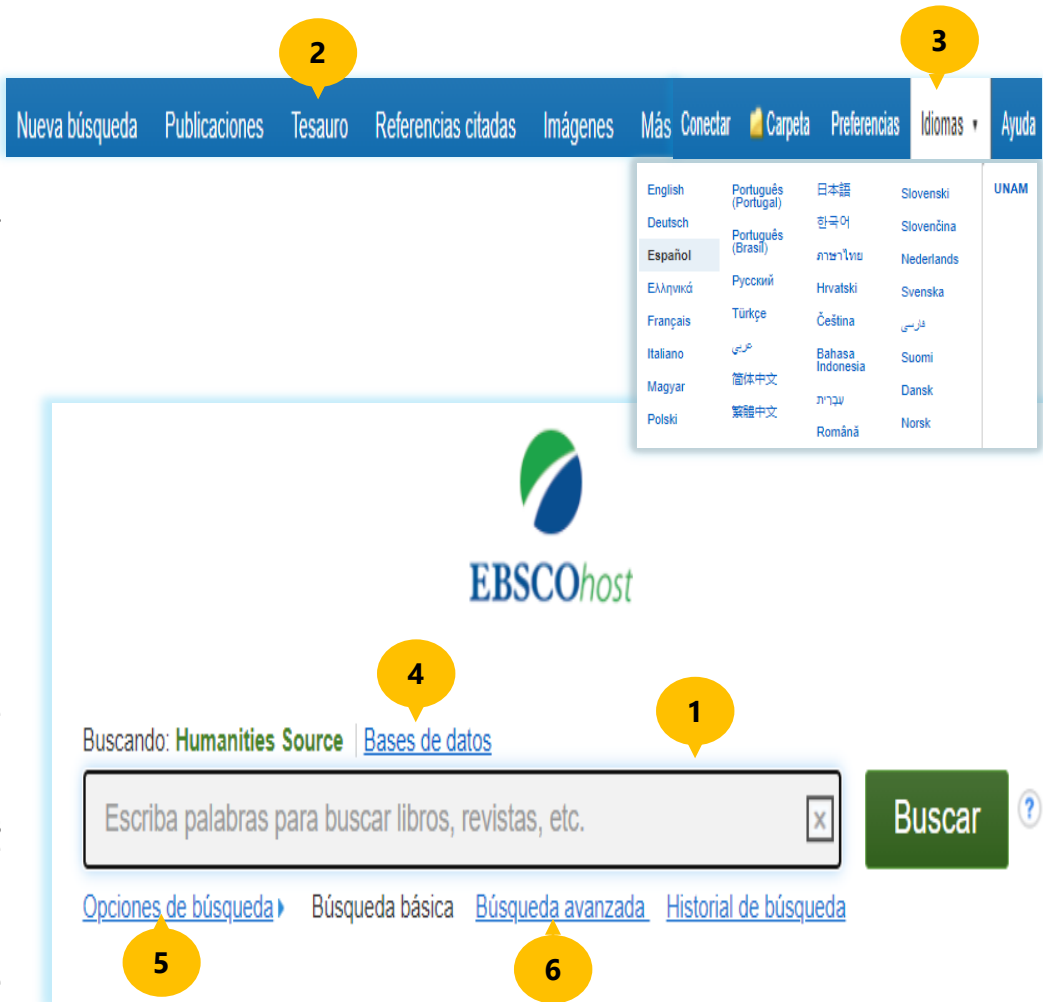 2
3
Nueva búsqueda Publicaciones Tesauro Referencias citadas Imágenes Más Conectar Carpeta Preferencias Idiomas Ayuda
English
Deutsch
Español
Ελληνικά
Français
Italiano
Magyar
Polski
Português
(Portugal)
Português
(Brasil)
Русский
Türkçe
عربي
简体中文
繁體中文
日本語
한국어
ภาษาไทย
Hrvatski
Čeština
Bahasa
Indonesia
עברית
Română
Slovenski
Slovenčina
Nederlands
Svenska
فارسی
Suomi
Dansk
Norsk
UNAM
EBSCOhost
4
1
Buscando: Humanities Source | Bases de datos
Escriba palabras para buscar libros, revistas, etc. x Buscar ?
Opciones de búsqueda Búsqueda básica Búsqueda avanzada Historial de búsqueda
5
6